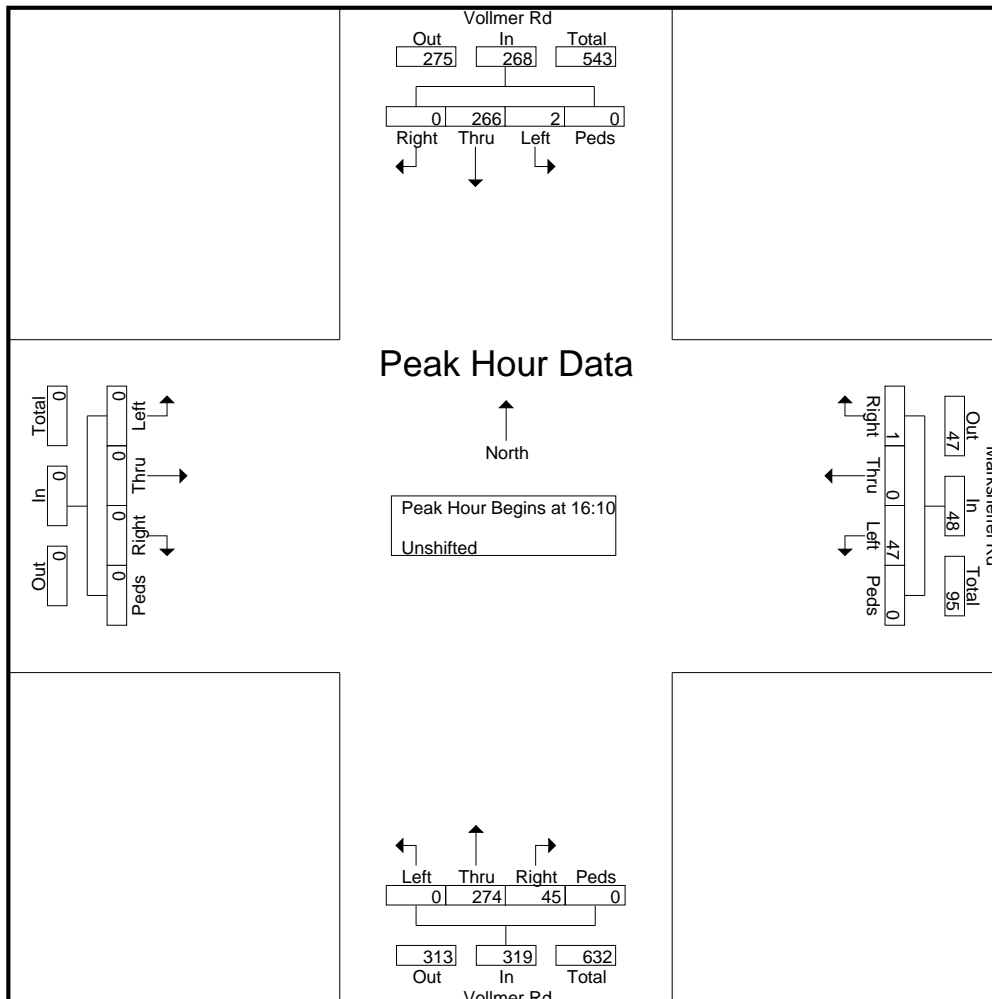 Vollmer Rd
Out In Total
275 268 543
0 266 2 0
Right Thru Left Peds
Peak Hour Data
North
Peak Hour Begins at 16:10
Unshifted
Total In Out
0 0 0
0 0 0 0
Left Thru Right Peds
Right Thru Left Peds
1 0 47 0
Out In Total
47 48 95
Marksheffel Rd
Left Thru Right Peds
0 274 45 0
313 319 632
Out In Total
Vollmer Rd